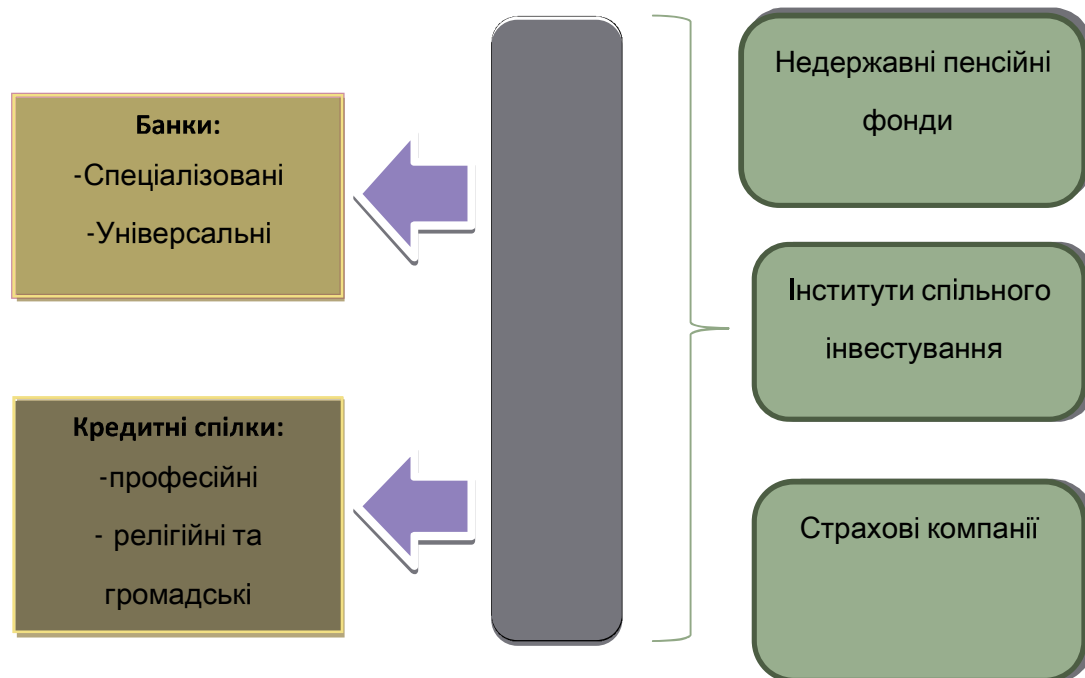 Банки:
-Спеціалізовані
-Універсальні
Кредитні спілки:
-професійні
- релігійні та
громадські
Недержавні пенсійні
фонди
Інститути спільного
інвестування
Страхові компанії